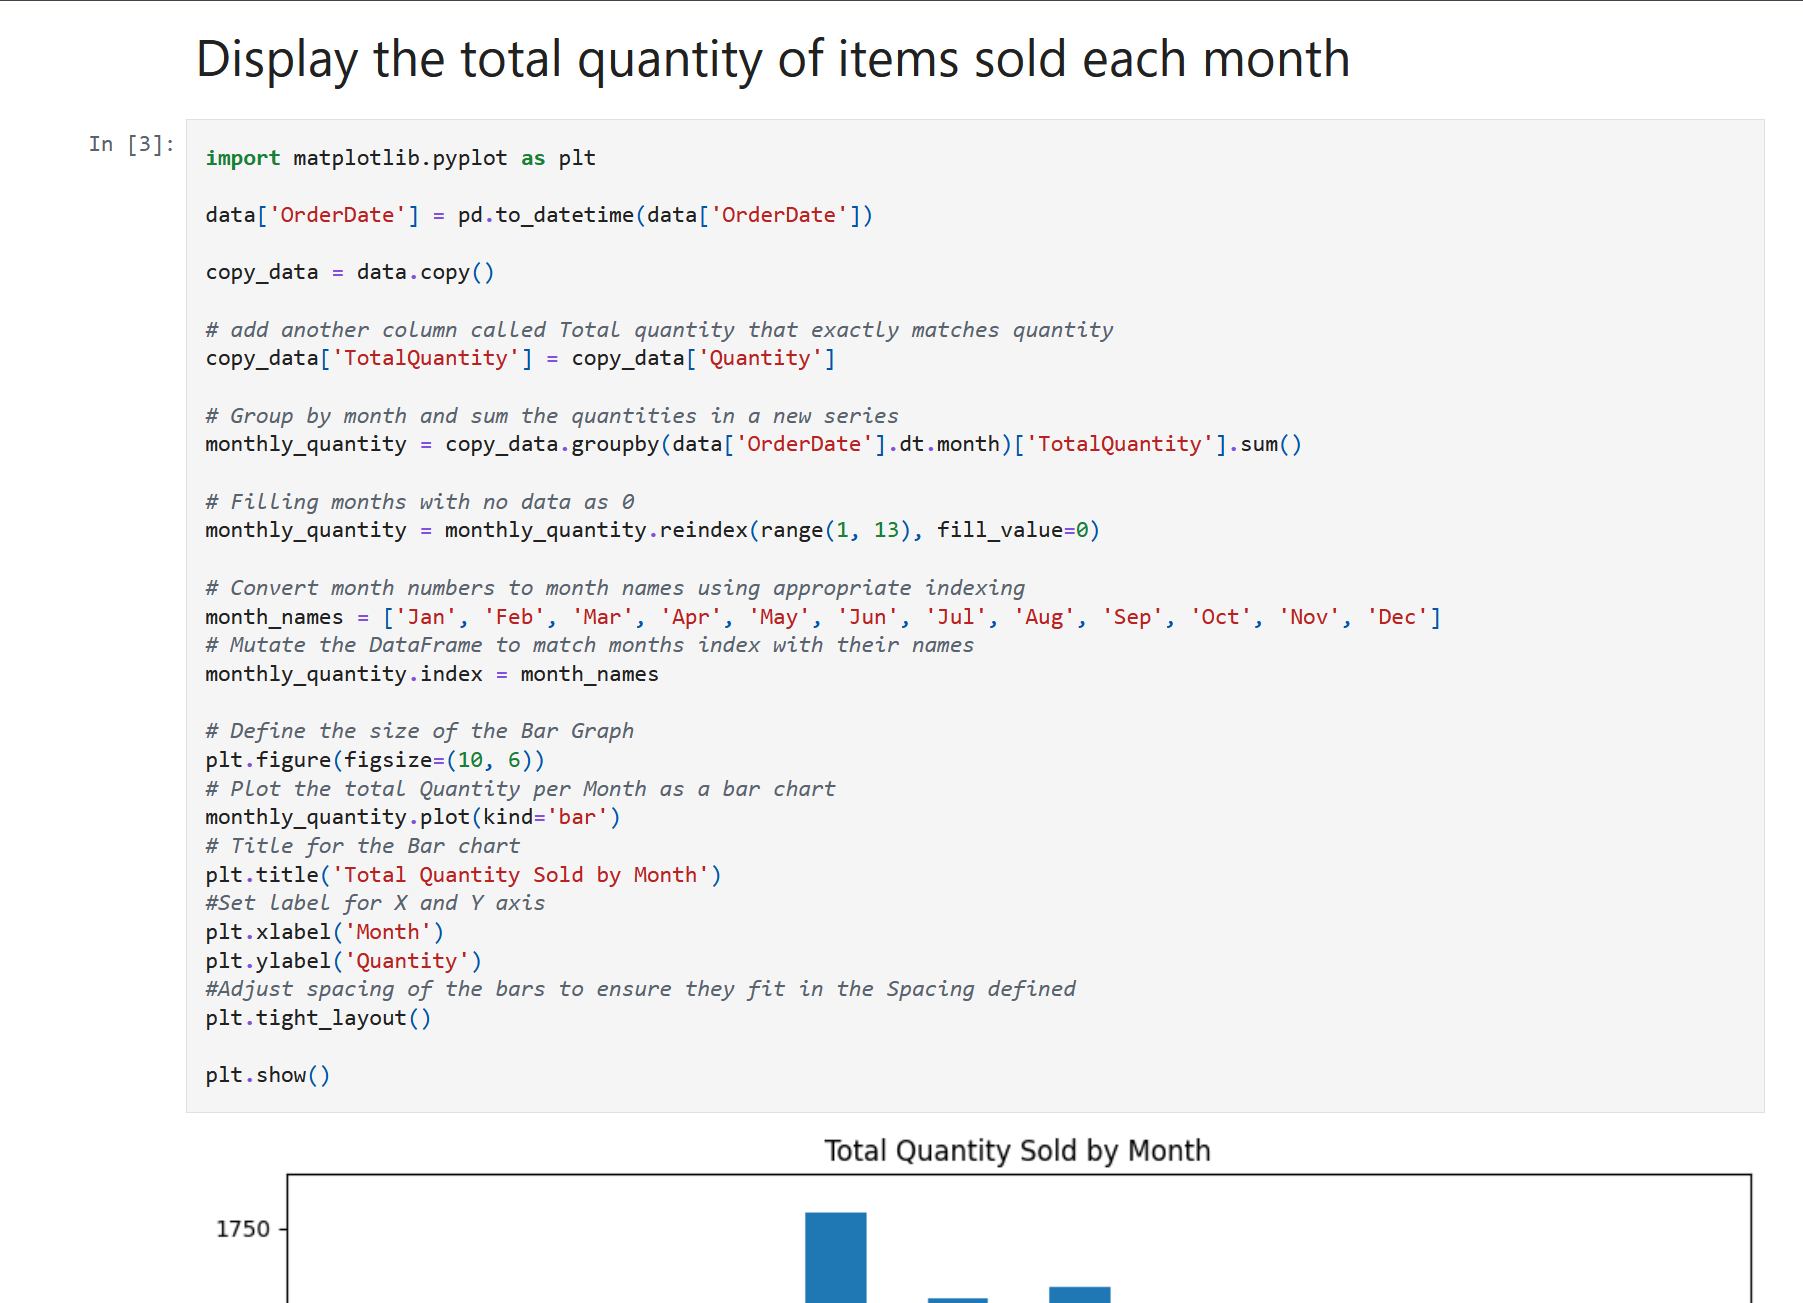 Display the total quantity of items sold each month
In [3]:
import matplotlib.pyplot as plt
data['OrderDate'] = pd.to_datetime(data['OrderDate'])
copy_data = data.copy()
# add another column called Total quantity that exactly matches quantity
copy_data['TotalQuantity'] = copy_data['Quantity']
# Group by month and sum the quantities in a new series
monthly_quantity = copy_data.groupby(data['OrderDate'].dt.month)['TotalQuantity'].sum()
# Filling months with no data as 0
monthly_quantity = monthly_quantity.reindex(range(1, 13), fill_value=0)
# Convert month numbers to month names using appropriate indexing
month_names = ['Jan', 'Feb', 'Mar', 'Apr', 'May', 'Jun', 'Jul', 'Aug', 'Sep', 'Oct', 'Nov', 'Dec']
# Mutate the DataFrame to match months index with their names
monthly_quantity.index = month_names
# Define the size of the Bar Graph
plt.figure(figsize=(10, 6))
# Plot the total Quantity per Month as a bar chart
monthly_quantity.plot(kind='bar')
# Title for the Bar chart
plt.title('Total Quantity Sold by Month')
#Set label for X and Y axis
plt.xlabel('Month')
plt.ylabel('Quantity')
#Adjust spacing of the bars to ensure they fit in the Spacing defined
plt.tight_layout()
plt.show()
Total Quantity Sold by Month
1750